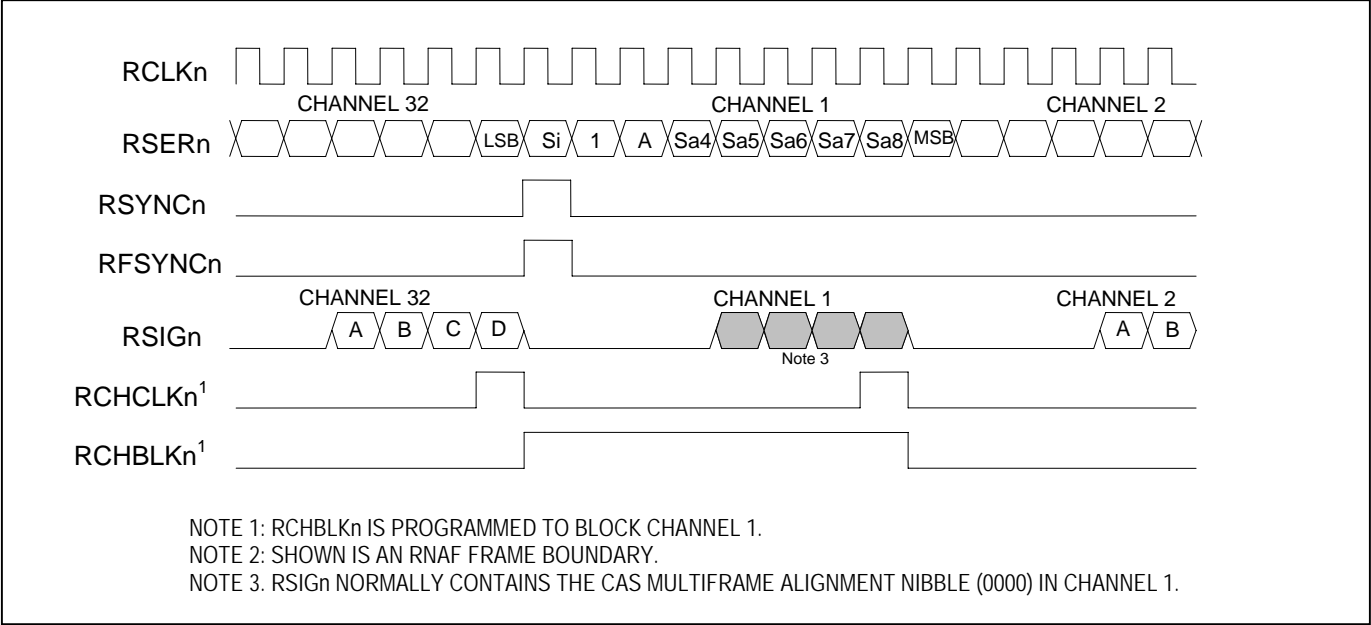 RCLKn
CHANNEL 32 CHANNEL 1 CHANNEL 2
RSERn LSB Si 1 A Sa4 Sa5 Sa6 Sa7 Sa8 MSB
RSYNCn
RFSYNCn
CHANNEL 32 CHANNEL 1 CHANNEL 2
RSIGn A B C D A B
Note 3
RCHCLKn¹
RCHBLKn¹
NOTE 1: RCHBLKn IS PROGRAMMED TO BLOCK CHANNEL 1.
NOTE 2: SHOWN IS AN RNAF FRAME BOUNDARY.
NOTE 3. RSIGn NORMALLY CONTAINS THE CAS MULTIFRAME ALIGNMENT NIBBLE (0000) IN CHANNEL 1.